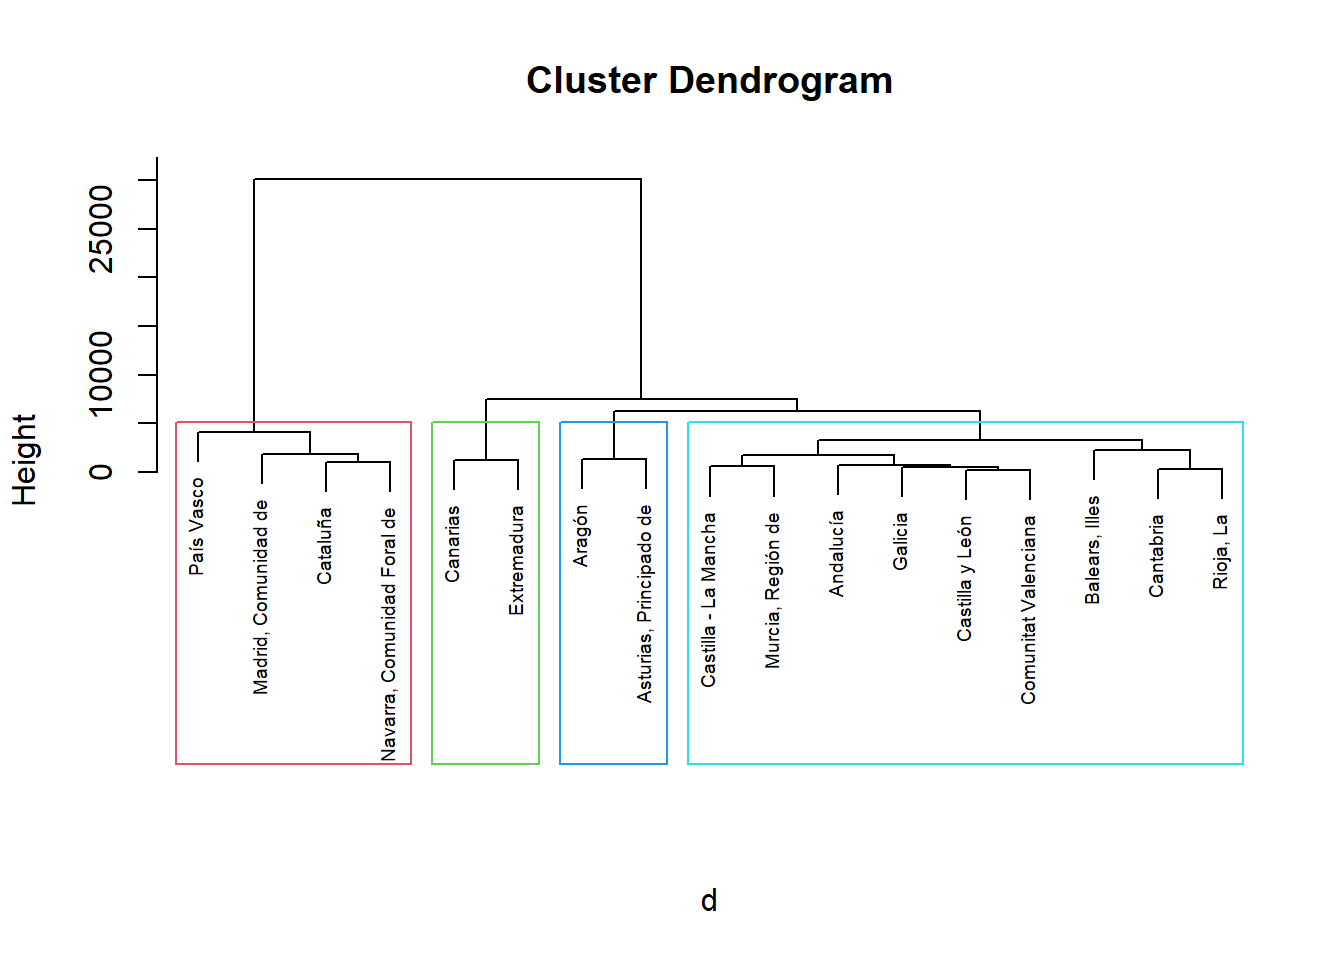 Cluster Dendrogram
Height
25000
10000
0
País Vasco
Madrid, Comunidad de
Cataluña
Navarra, Comunidad Foral de
Canarias
Extremadura
Aragón
Asturias, Principado de
Castilla - La Mancha
Murcia, Región de
Andalucía
Galicia
Castilla y León
Comunitat Valenciana
Balears, Illes
Cantabria
Rioja, La
d